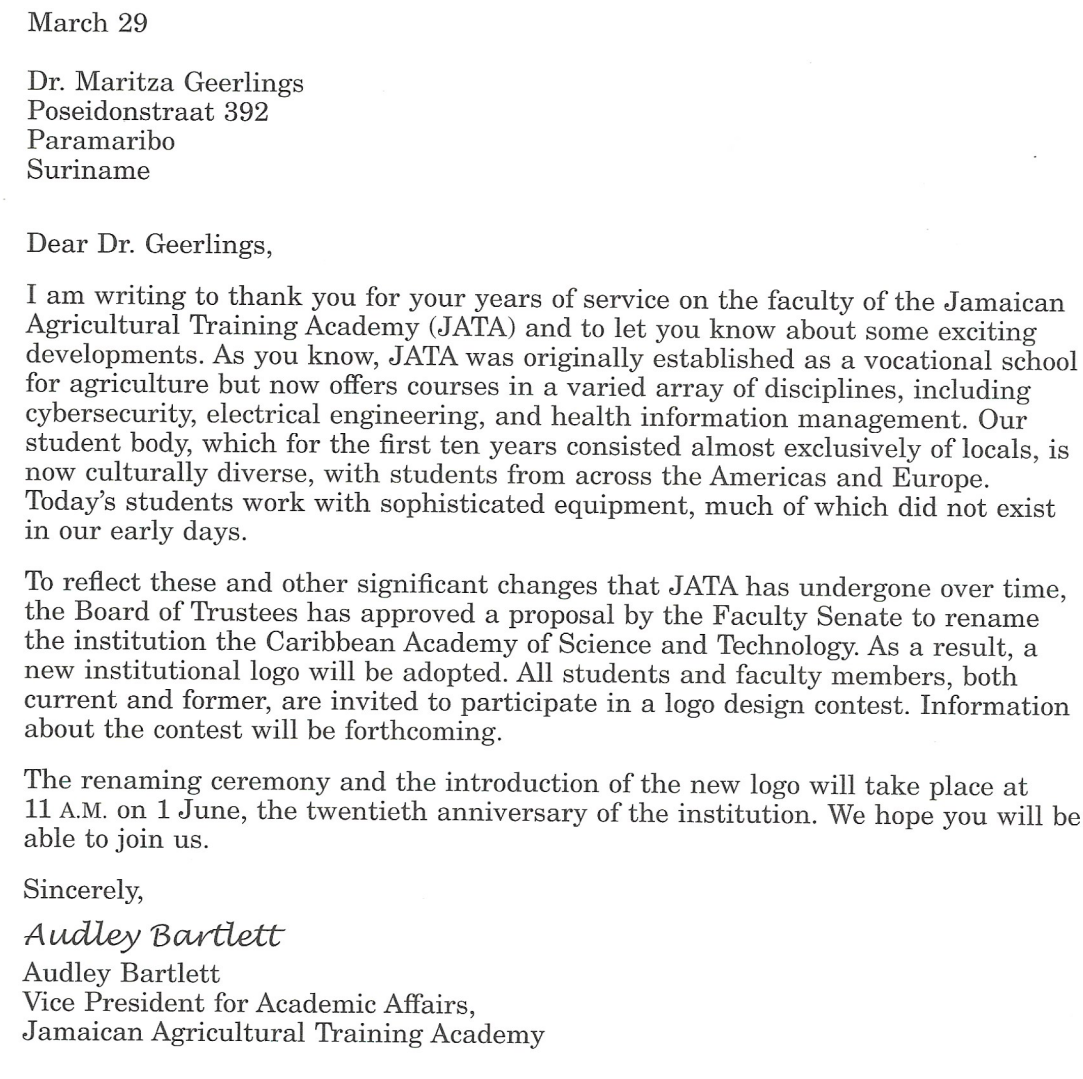 March 29
Dr. Maritza Geerlings
Poseidonstraat 392
Paramaribo
Suriname
Dear Dr. Geerlings,
I am writing to thank you for your years of service on the faculty of the Jamaican
Agricultural Training Academy (JATA) and to let you know about some exciting
developments. As you know, JATA was originally established as a vocational school
for agriculture but now offers courses in a varied array of disciplines, including
cybersecurity, electrical engineering, and health information management. Our
student body, which for the first ten years consisted almost exclusively of locals, is
now culturally diverse, with students from across the Americas and Europe.
Today's students work with sophisticated equipment, much of which did not exist
in our early days.
To reflect these and other significant changes that JATA has undergone over time,
the Board of Trustees has approved a proposal by the Faculty Senate to rename
the institution the Caribbean Academy of Science and Technology. As a result, a
new institutional logo will be adopted. All students and faculty members, both
current and former, are invited to participate in a logo design contest. Information
about the contest will be forthcoming.
The renaming ceremony and the introduction of the new logo will take place at
11 A.M. on 1 June, the twentieth anniversary of the institution. We hope you will be
able to join us.
Sincerely,
Audley Bartlett
Audley Bartlett
Vice President for Academic Affairs,
Jamaican Agricultural Training Academy